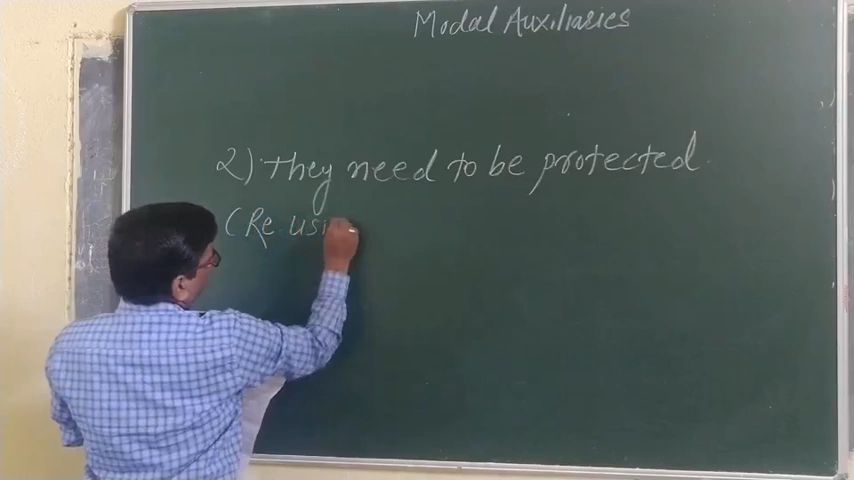 Modal Auxiliaries
2) They need to be protected.
(Re. usi